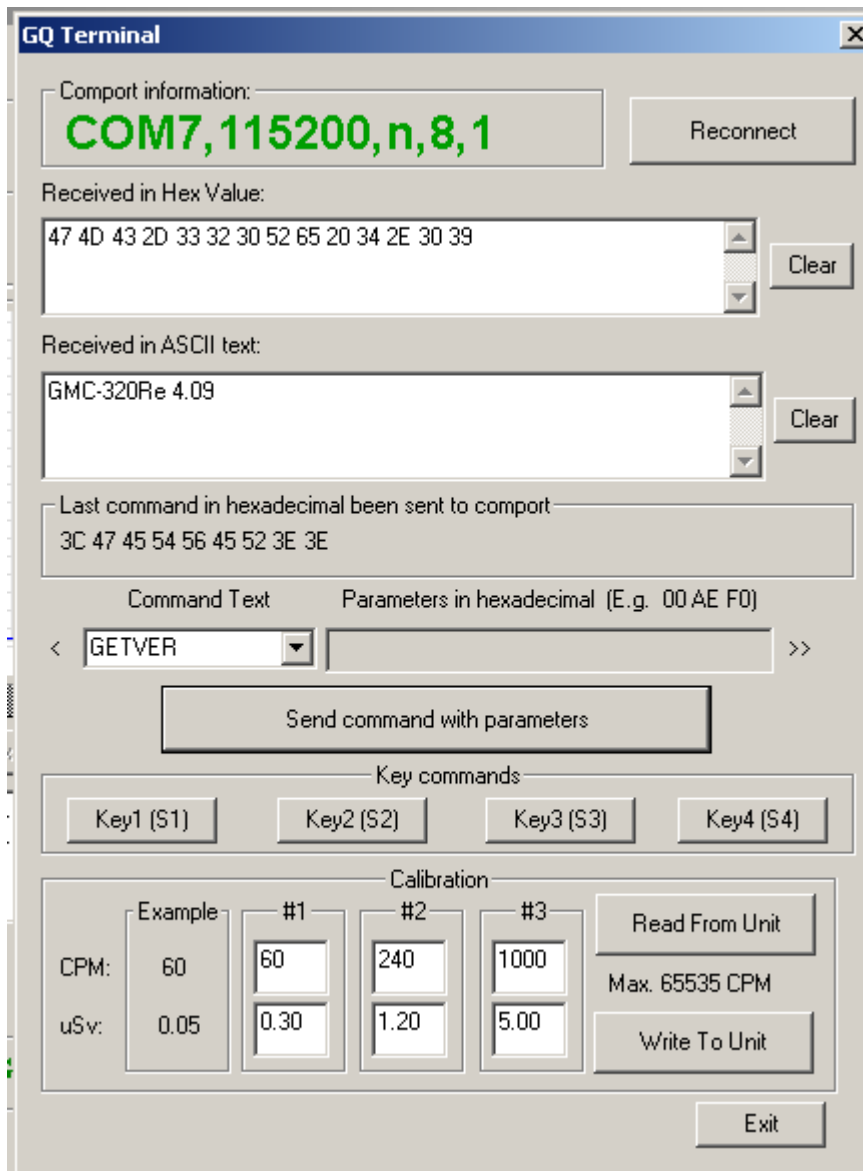 GQ Terminal
Comport information:
COM7,115200,n,8,1
Reconnect
Received in Hex Value:
47 4D 43 2D 33 32 30 52 65 20 34 2E 30 39
Clear
Received in ASCII text:
GMC-320Re 4.09
Clear
Last command in hexadecimal been sent to comport
3C 47 45 54 56 45 52 3E 3E
Command Text Parameters in hexadecimal (E.g. 00 AE F0)
< GETVER >>
Send command with parameters
Key commands
Key1 (S1) Key2 (S2) Key3 (S3) Key4 (S4)
Calibration
Example #1 #2 #3
Read From Unit
CPM: 60 60 240 1000
Max. 65535 CPM
uSv: 0.05 0.30 1.20 5.00
Write To Unit
Exit